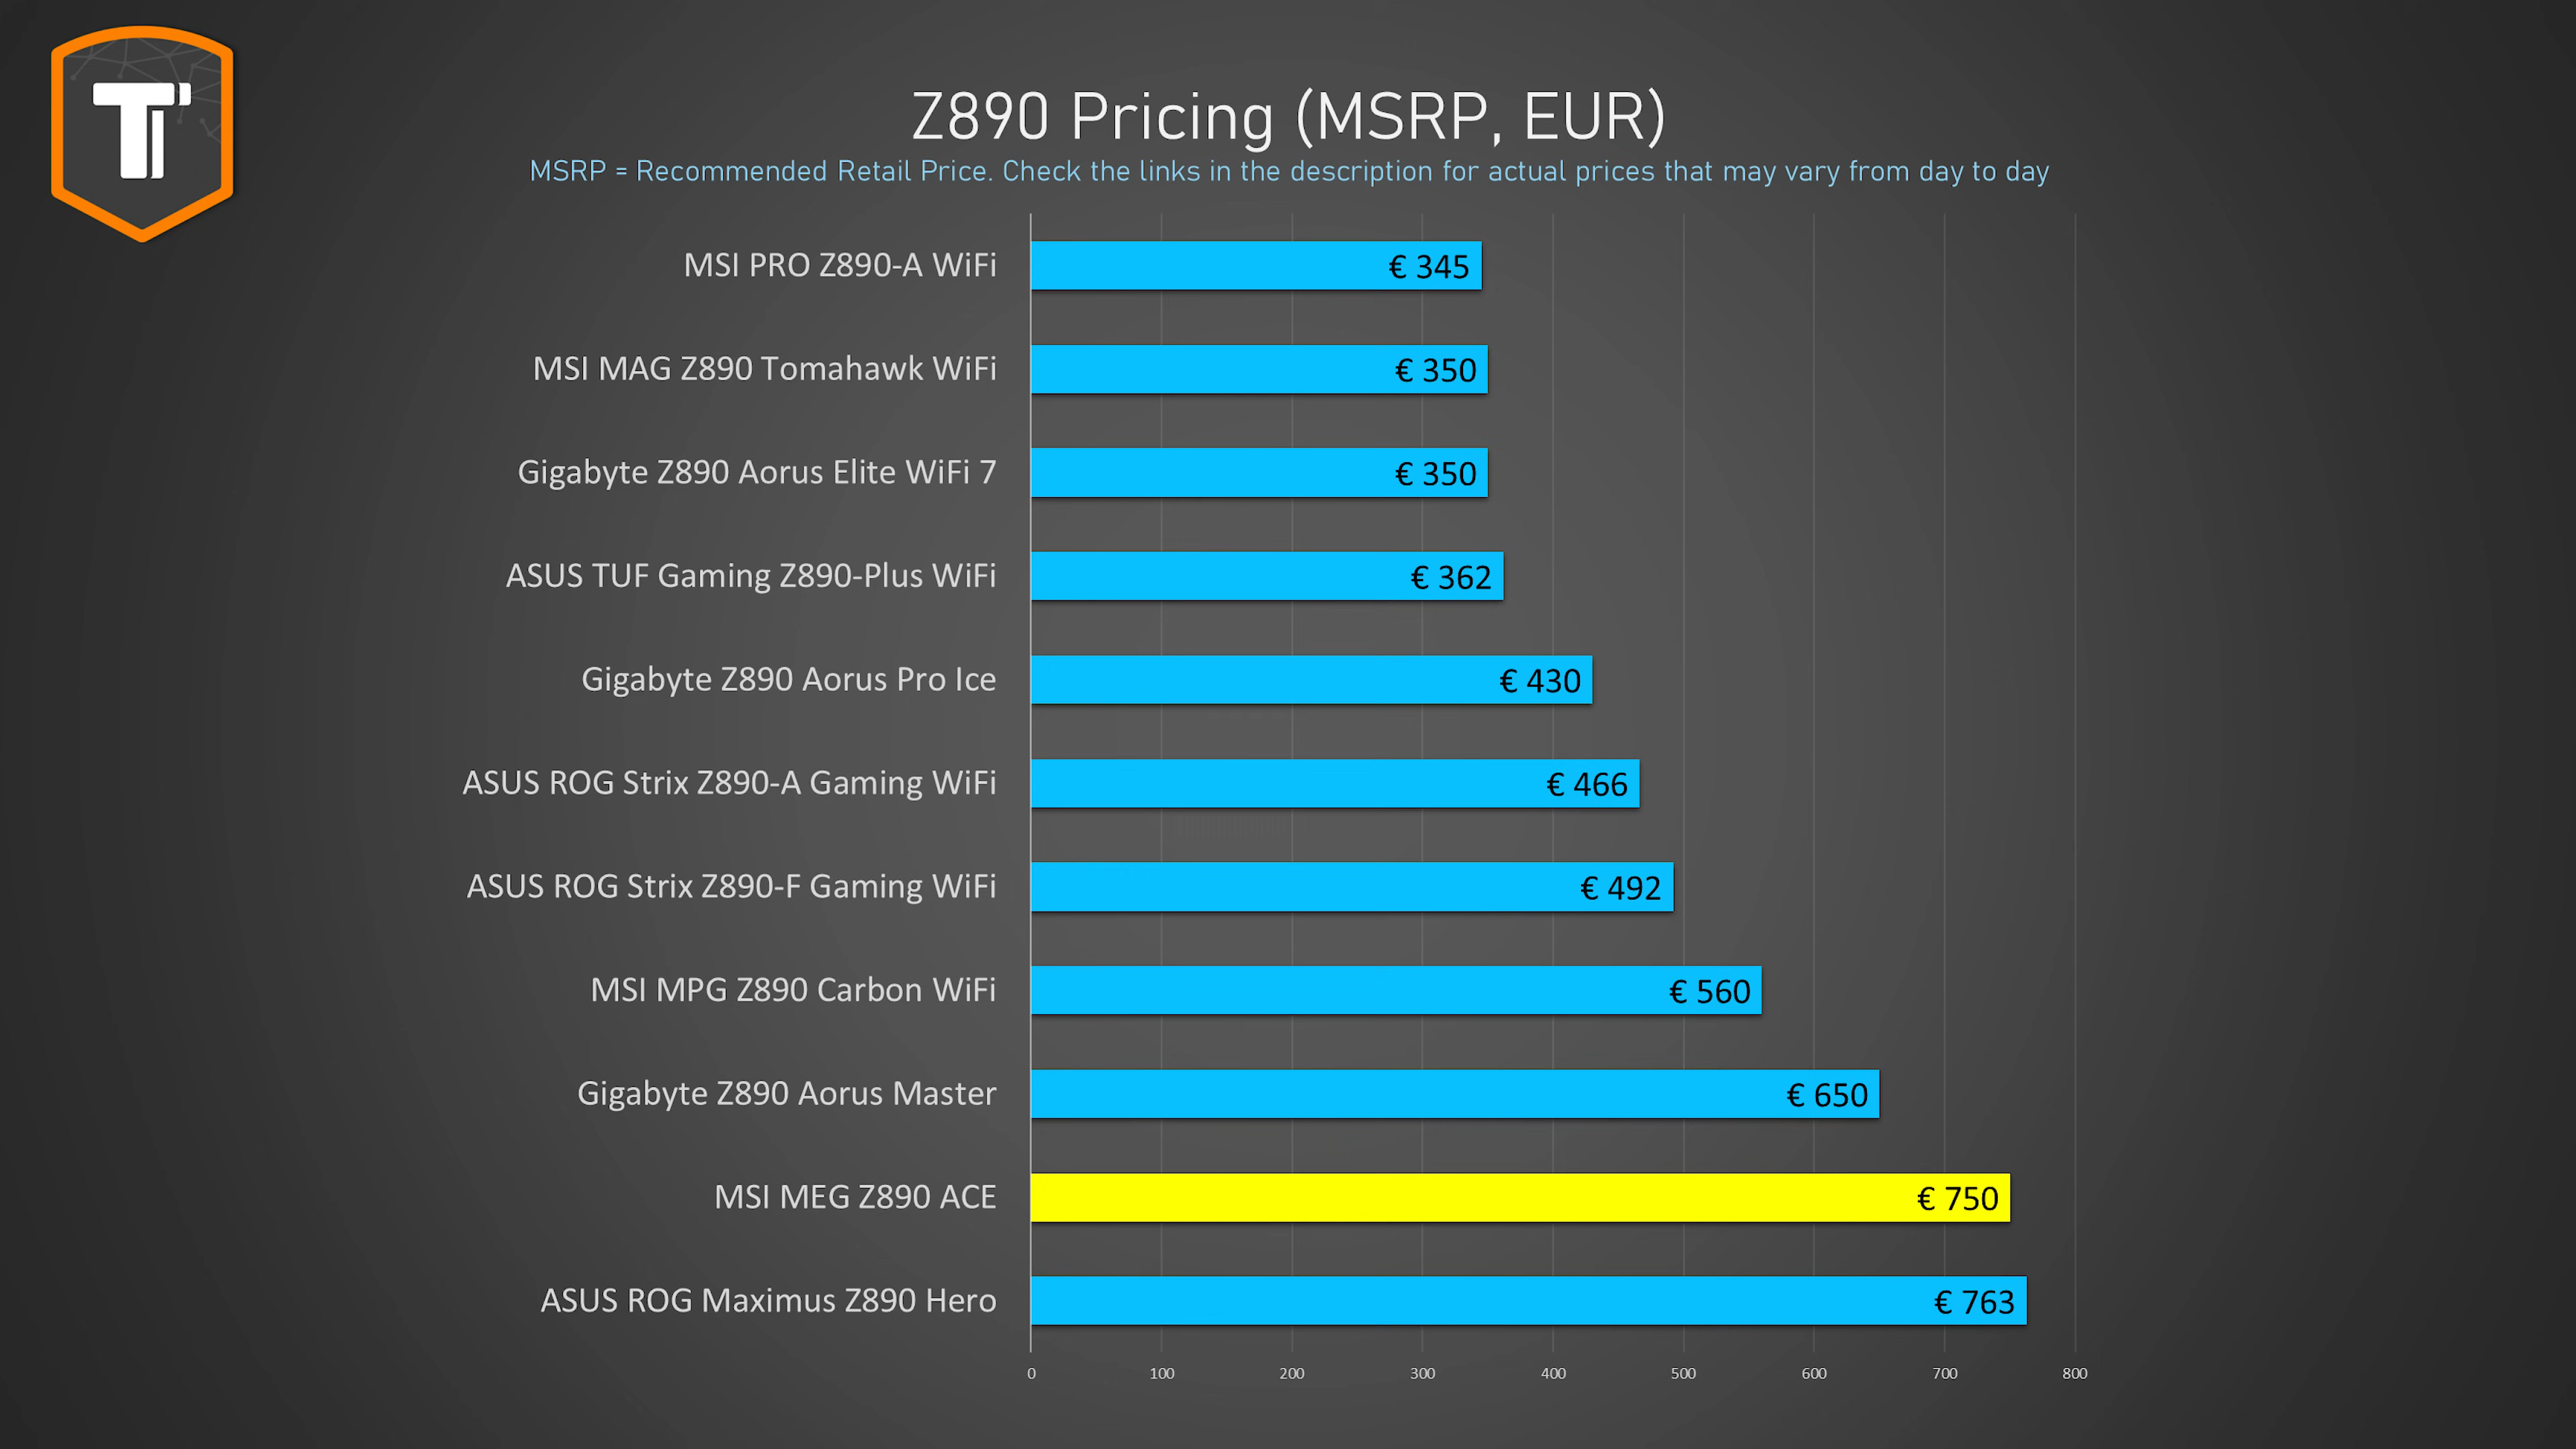 Z890 Pricing (MSRP, EUR)
MSRP = Recommended Retail Price. Check the links in the description for actual prices that may vary from day to day
MSI PRO Z890-A WiFi € 345
MSI MAG Z890 Tomahawk WiFi € 350
Gigabyte Z890 Aorus Elite WiFi 7 € 350
ASUS TUF Gaming Z890-Plus WiFi € 362
Gigabyte Z890 Aorus Pro Ice € 430
ASUS ROG Strix Z890-A Gaming WiFi € 466
ASUS ROG Strix Z890-F Gaming WiFi € 492
MSI MPG Z890 Carbon WiFi € 560
Gigabyte Z890 Aorus Master € 650
MSI MEG Z890 ACE € 750
ASUS ROG Maximus Z890 Hero € 763
0 100 200 300 400 500 600 700 800